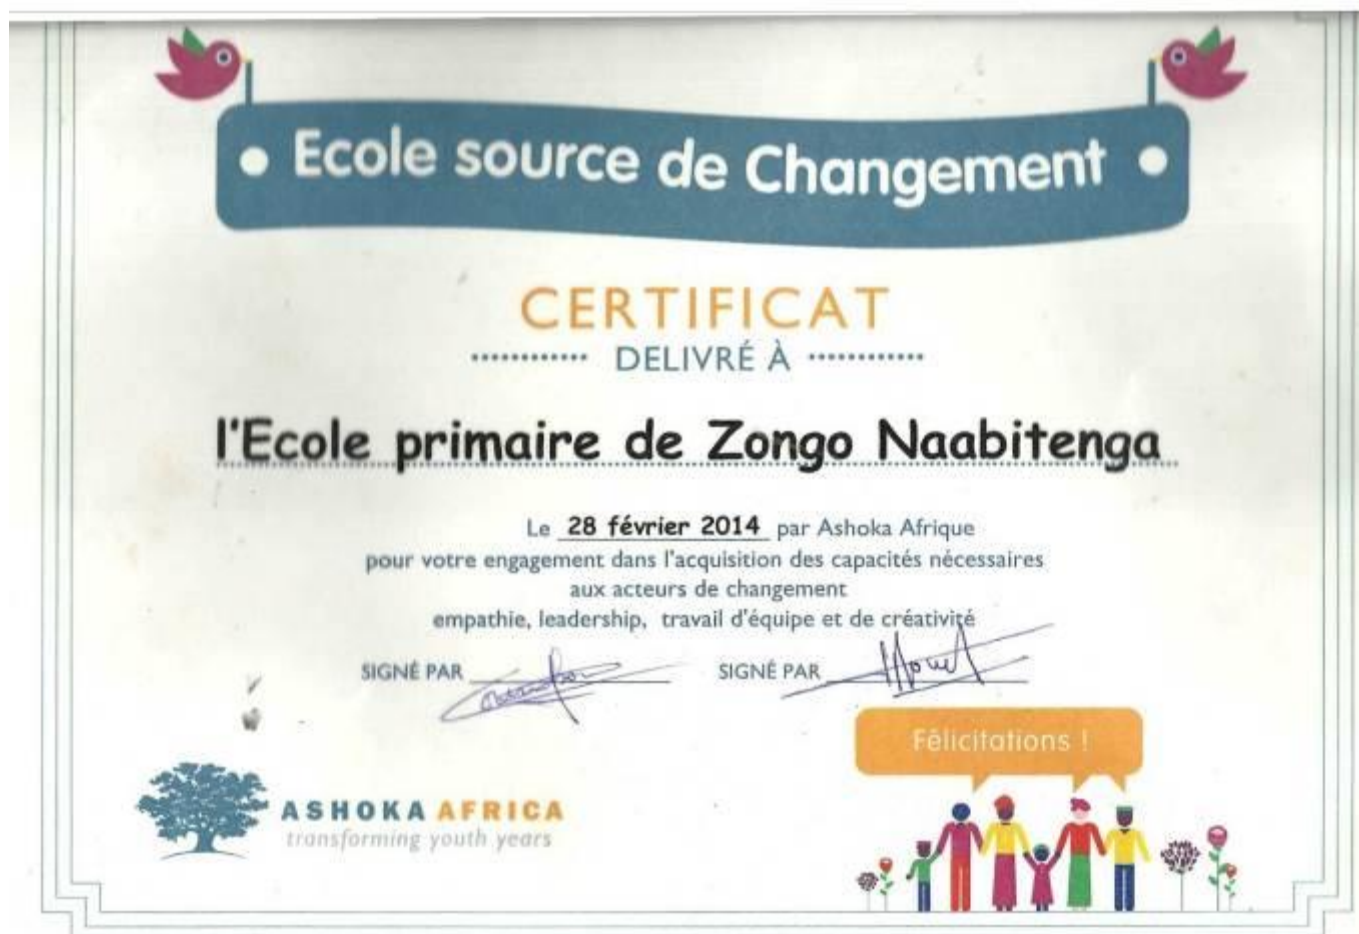 Ecole source de Changement
CERTIFICAT
DELIVRÉ À
l'Ecole primaire de Zongo Naabitenga
Le 28 février 2014 par Ashoka Afrique
pour votre engagement dans l'acquisition des capacités nécessaires
aux acteurs de changement
empathie, leadership, travail d'équipe et de créativité
SIGNÉ PAR
SIGNÉ PAR
Félicitations !
ASHOKA AFRICA
transforming youth years